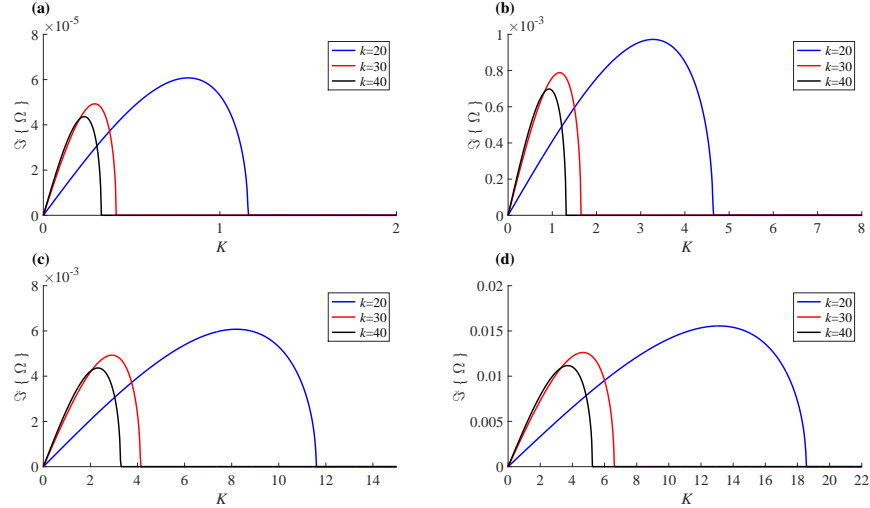 (a)
×10-5
8
6
4
2
0
ℑ { Ω }
0 1 2
K
k=20
k=30
k=40
(b)
×10-3
1
0.8
0.6
0.4
0.2
0
ℑ { Ω }
0 1 2 3 4 5 6 7 8
K
k=20
k=30
k=40
(c)
×10-3
8
6
4
2
0
ℑ { Ω }
0 2 4 6 8 10 12 14
K
k=20
k=30
k=40
(d)
0.02
0.015
0.01
0.005
0
ℑ { Ω }
0 2 4 6 8 10 12 14 16 18 20 22
K
k=20
k=30
k=40